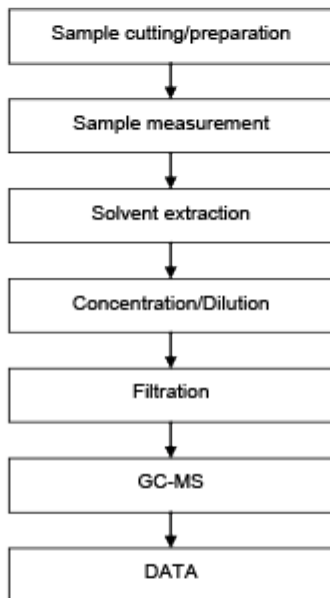 Sample cutting/preparation
Sample measurement
Solvent extraction
Concentration/Dilution
Filtration
GC-MS
DATA